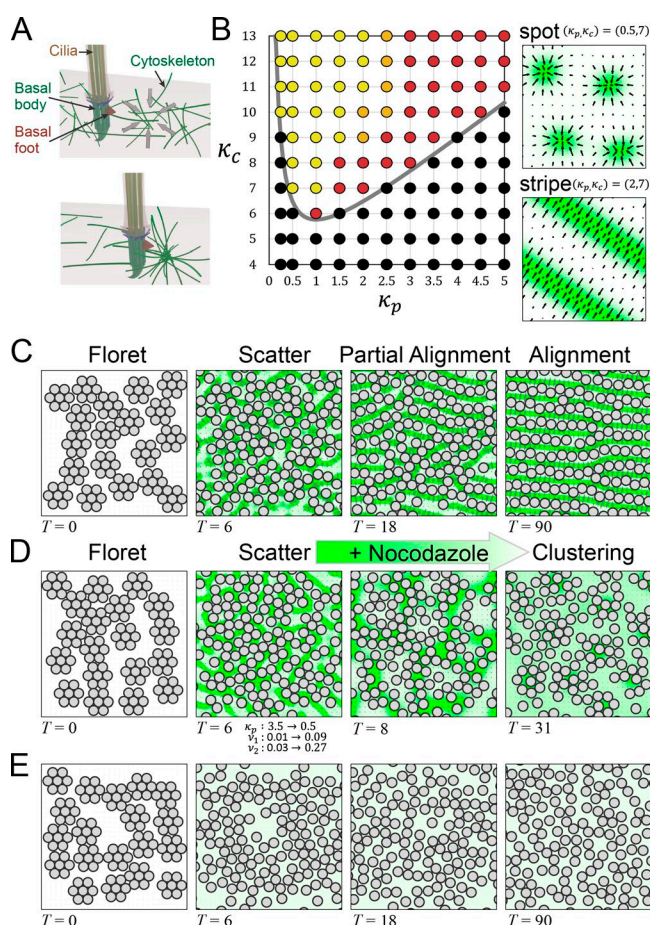 A
Cilia
Cytoskeleton
Basal body
Basal foot
B
13
12
11
10
9
8
7
6
5
4
κc
0 0.5 1 1.5 2 2.5 3 3.5 4 4.5 5
κp
spot (κp,κc) = (0.5,7)
stripe (κp,κc) = (2,7)
C
Floret Scatter Partial Alignment Alignment
T = 0 T = 6 T = 18 T = 90
D
Floret Scatter + Nocodazole Clustering
T = 0 T = 6 T = 8 T = 31
κp : 3.5 → 0.5
ν1 : 0.01 → 0.09
ν2 : 0.03 → 0.27
E
T = 0 T = 6 T = 18 T = 90